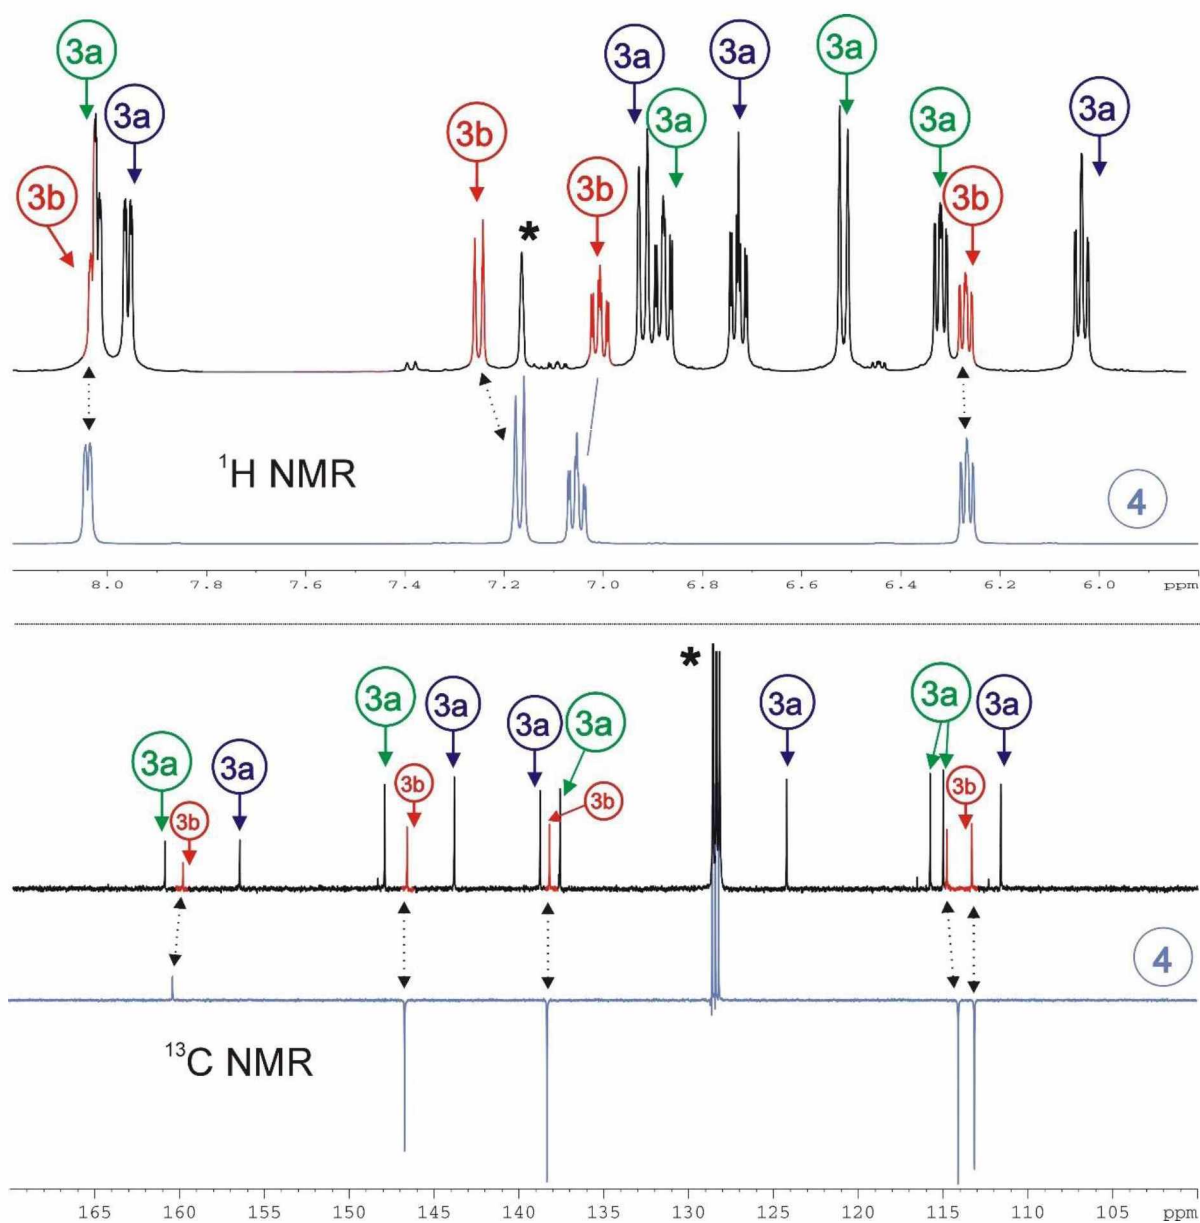 3a 3a 3a
3a 3b 3a 3a 3a
3b 3b 3b
*
¹H NMR
4
8.0 7.8 7.6 7.4 7.2 7.0 6.8 6.6 6.4 6.2 6.0 ppm
*
3a 3a 3a 3a 3a 3a 3a
3a 3a 3b 3b 3b
3b
4
¹³C NMR
165 160 155 150 145 140 135 130 125 120 115 110 105 ppm